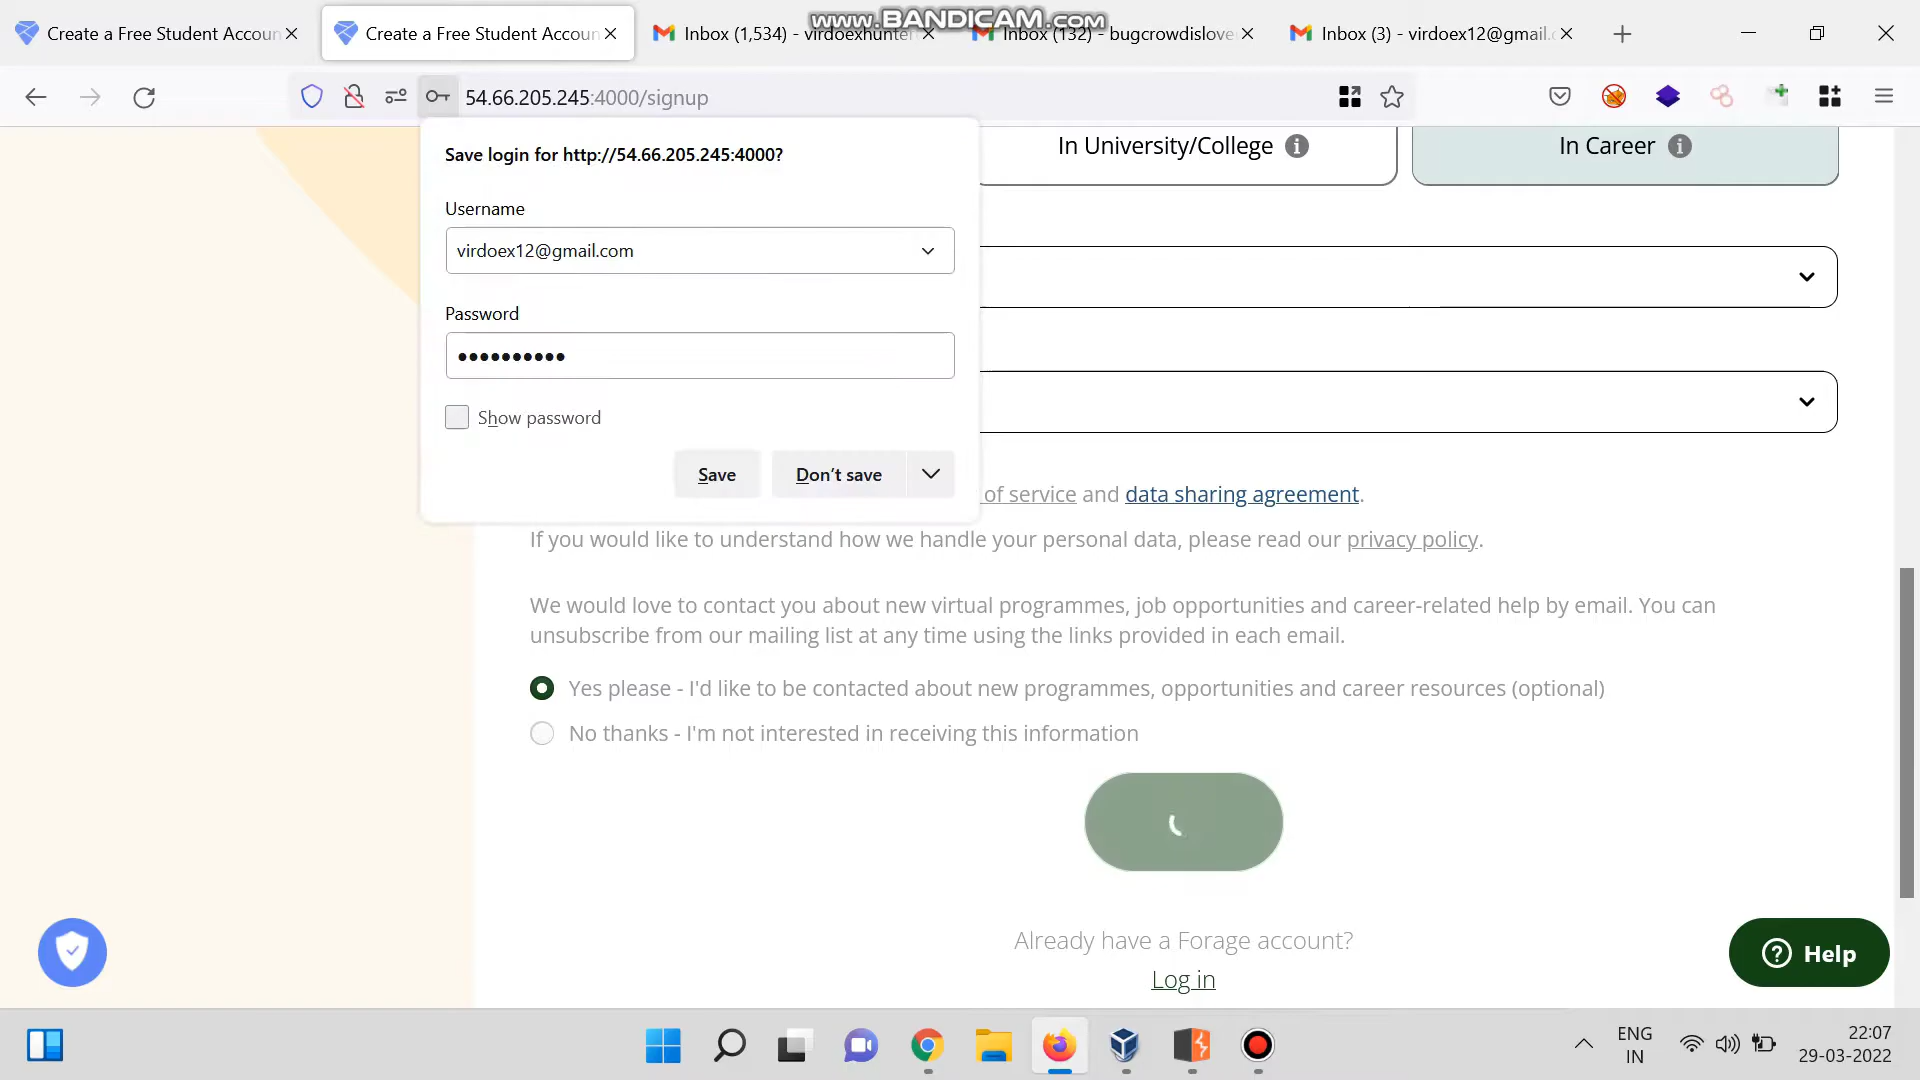 www.BANDICAM.com
Create a Free Student Accoun
Create a Free Student Accoun
Inbox (1,534) - virdoexhunter
Inbox (132) - bugcrowdislove
Inbox (3) - virdoex12@gmail.
54.66.205.245:4000/signup
Save login for http://54.66.205.245:4000?
Username
virdoex12@gmail.com
Password
••••••••••
Show password
Save
Don't save
In University/College
In Career
of service and data sharing agreement.
If you would like to understand how we handle your personal data, please read our privacy policy.
We would love to contact you about new virtual programmes, job opportunities and career-related help by email. You can
unsubscribe from our mailing list at any time using the links provided in each email.
Yes please - I'd like to be contacted about new programmes, opportunities and career resources (optional)
No thanks - I'm not interested in receiving this information
Already have a Forage account?
Log in
Help
ENG
IN
22:07
29-03-2022